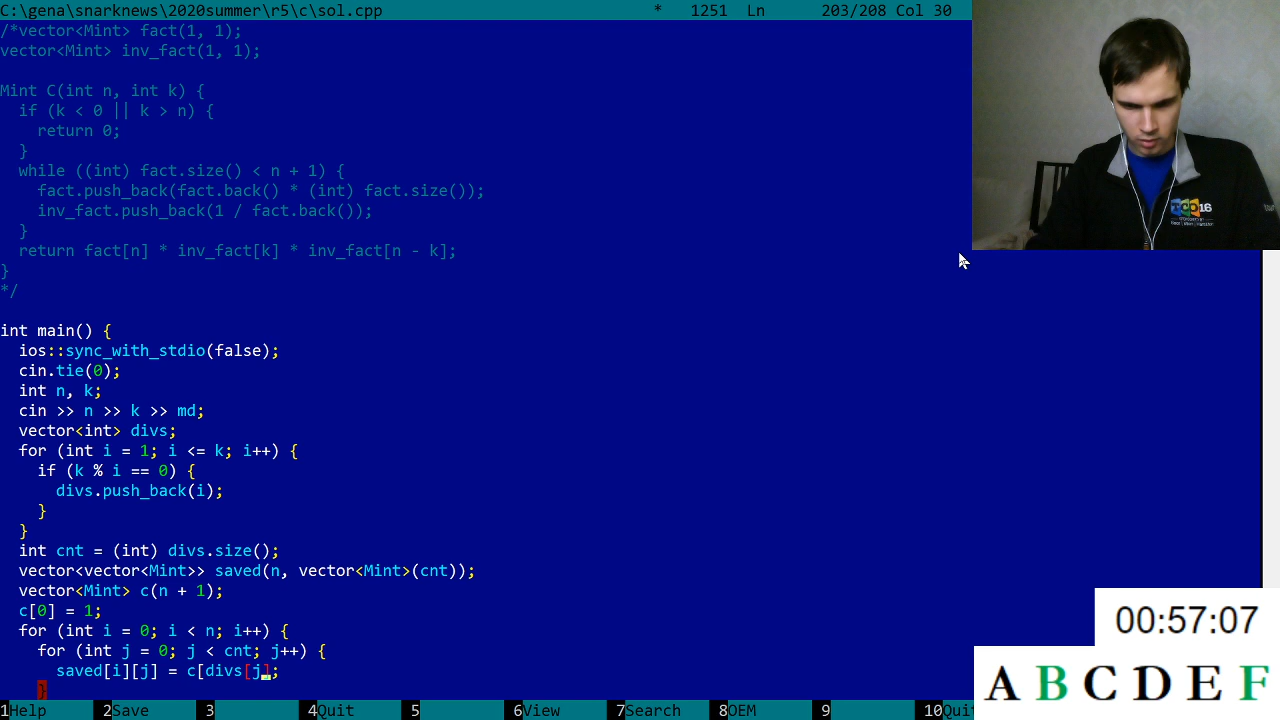 C:\gena\snarknews\2020summer\r5\c\sol.cpp * 1251 Ln 203/208 Col 30
/*vector<Mint> fact(1, 1);
vector<Mint> inv_fact(1, 1);
Mint C(int n, int k) {
if (k < 0 || k > n) {
return 0;
}
while ((int) fact.size() < n + 1) {
fact.push_back(fact.back() * (int) fact.size());
inv_fact.push_back(1 / fact.back());
}
return fact[n] * inv_fact[k] * inv_fact[n - k];
}
*/
int main() {
ios::sync_with_stdio(false);
cin.tie(0);
int n, k;
cin >> n >> k >> md;
vector<int> divs;
for (int i = 1; i <= k; i++) {
if (k % i == 0) {
divs.push_back(i);
}
}
int cnt = (int) divs.size();
vector<vector<Mint>> saved(n, vector<Mint>(cnt));
vector<Mint> c(n + 1);
c[0] = 1;
for (int i = 0; i < n; i++) {
for (int j = 0; j < cnt; j++) {
saved[i][j] = c[divs[j];
}
1Help 2Save 3 4Quit 5 6View 7Search 8OEM 9 10Quit
00:57:07
A B C D E F